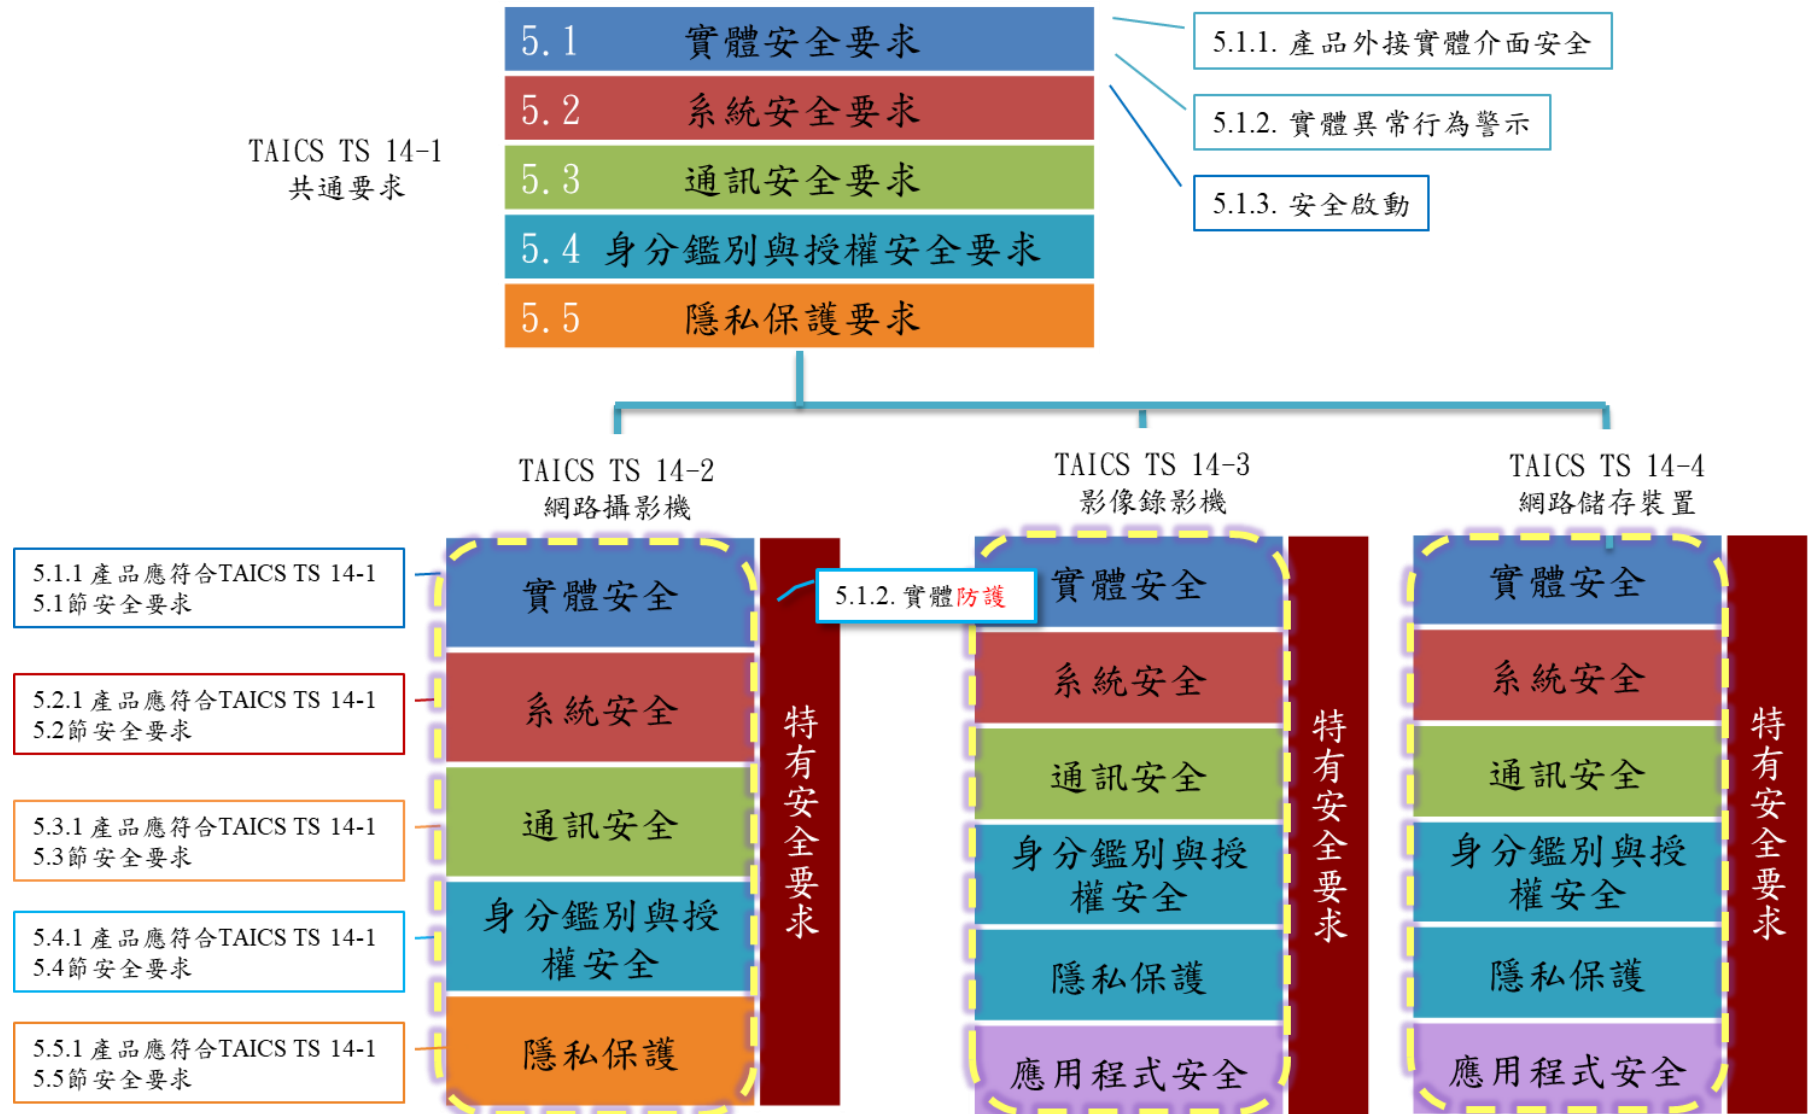 5.1 實體安全要求
5.1.1. 產品外接實體介面安全
5.2 系統安全要求
5.1.2. 實體異常行為警示
TAICS TS 14-1
共通要求
5.3 通訊安全要求
5.1.3. 安全啟動
5.4 身分鑑別與授權安全要求
5.5 隱私保護要求
TAICS TS 14-2
網路攝影機
TAICS TS 14-3
影像錄影機
TAICS TS 14-4
網路儲存裝置
5.1.1 產品應符合TAICS TS 14-1
5.1節安全要求
5.2.1 產品應符合TAICS TS 14-1
5.2節安全要求
5.3.1 產品應符合TAICS TS 14-1
5.3節安全要求
5.4.1 產品應符合TAICS TS 14-1
5.4節安全要求
5.5.1 產品應符合TAICS TS 14-1
5.5節安全要求
實體安全
系統安全
通訊安全
身分鑑別與授
權安全
隱私保護
特有安全要求
5.1.2. 實體防護
實體安全
系統安全
通訊安全
身分鑑別與授
權安全
隱私保護
應用程式安全
特有安全要求
實體安全
系統安全
通訊安全
身分鑑別與授
權安全
隱私保護
應用程式安全
特有安全要求